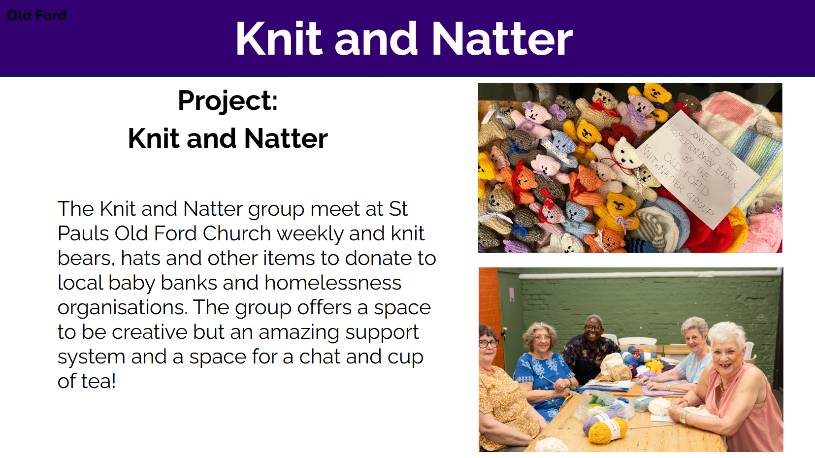 Old Ford
Knit and Natter
Project:
Knit and Natter
The Knit and Natter group meet at St
Pauls Old Ford Church weekly and knit
bears, hats and other items to donate to
local baby banks and homelessness
organisations. The group offers a space
to be creative but an amazing support
system and a space for a chat and cup
of tea!
DONATED TO
BABY BANK
BY THE
OLD FORD
KNIT NATTER GROUP